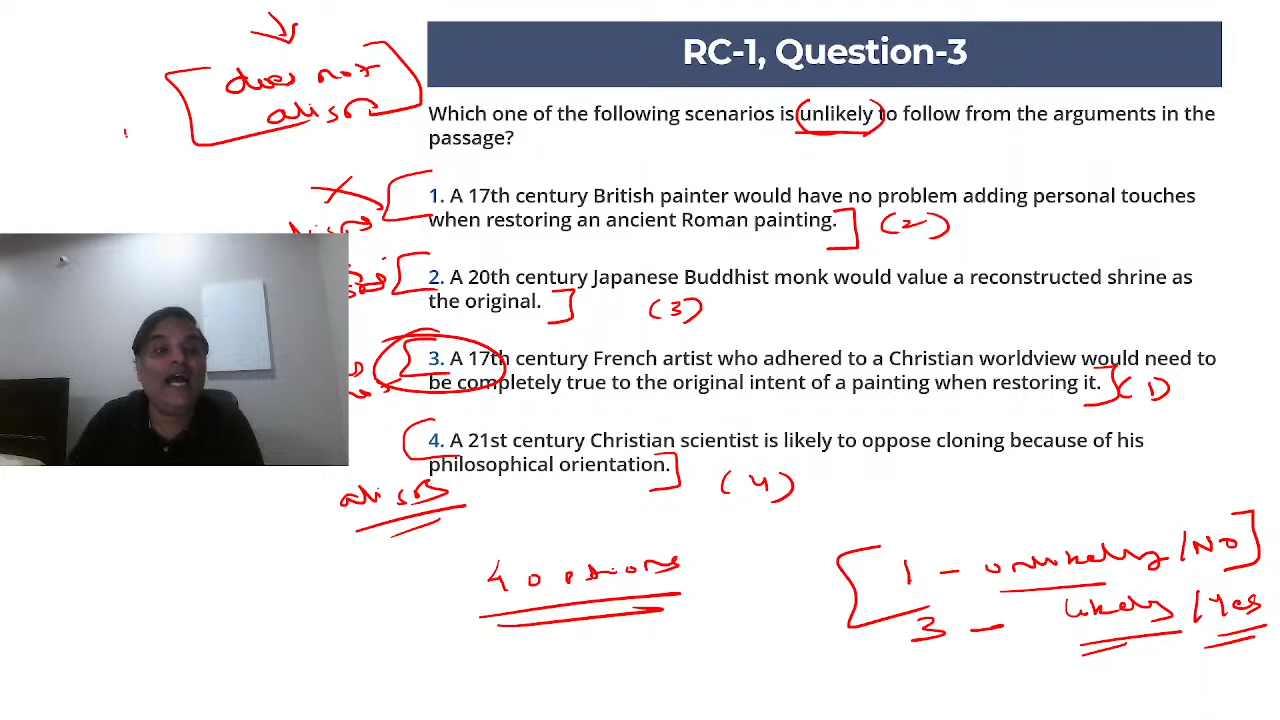 RC-1, Question-3
does not
align
Which one of the following scenarios is unlikely to follow from the arguments in the
passage?
1. A 17th century British painter would have no problem adding personal touches
when restoring an ancient Roman painting.
(2)
2. A 20th century Japanese Buddhist monk would value a reconstructed shrine as
the original.
(3)
3. A 17th century French artist who adhered to a Christian worldview would need to
be completely true to the original intent of a painting when restoring it.
4. A 21st century Christian scientist is likely to oppose cloning because of his
philosophical orientation.
(4)
aligns
4 options
1 - unlikely / No
3 - likely / Yes